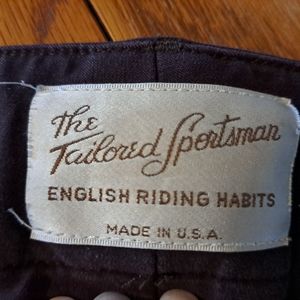 The
Tailored Sportsman
ENGLISH RIDING HABITS
MADE IN U.S.A.